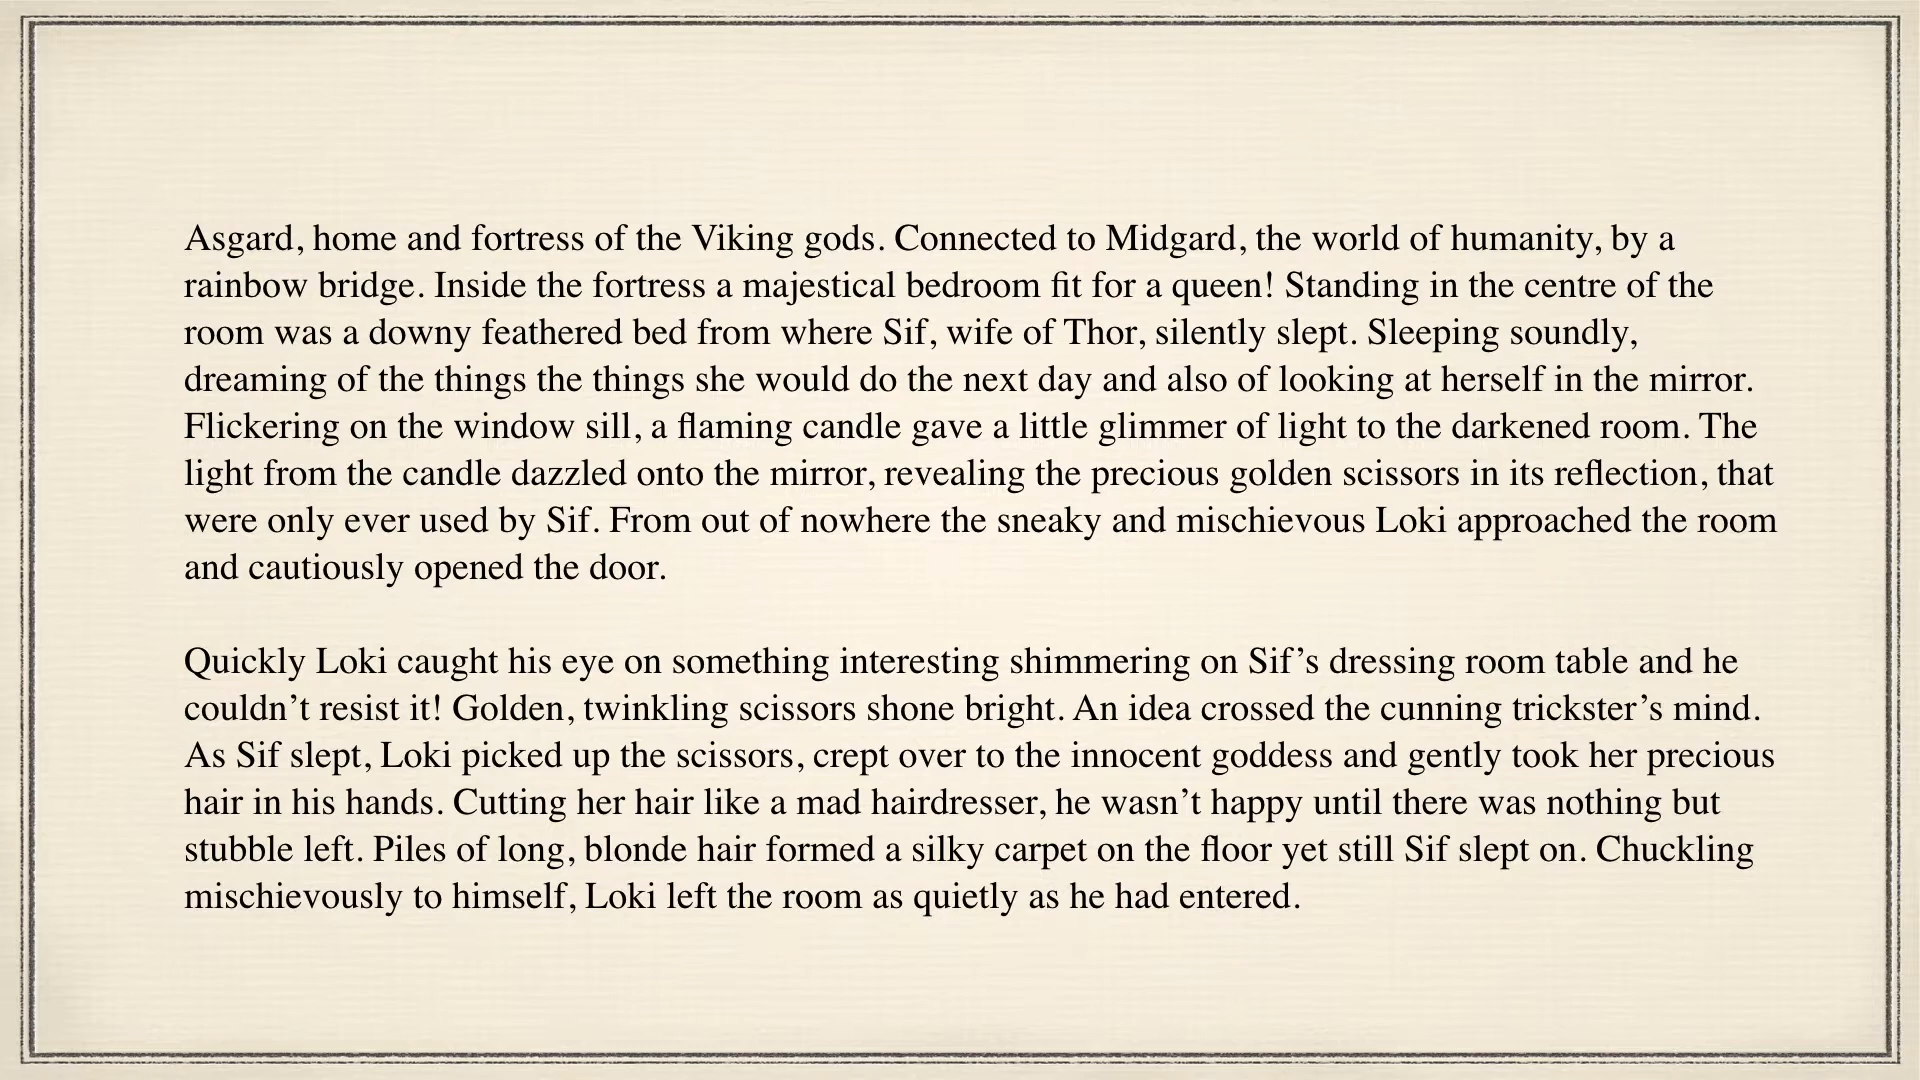 Asgard, home and fortress of the Viking gods. Connected to Midgard, the world of humanity, by a
rainbow bridge. Inside the fortress a majestical bedroom fit for a queen! Standing in the centre of the
room was a downy feathered bed from where Sif, wife of Thor, silently slept. Sleeping soundly,
dreaming of the things the things she would do the next day and also of looking at herself in the mirror.
Flickering on the window sill, a flaming candle gave a little glimmer of light to the darkened room. The
light from the candle dazzled onto the mirror, revealing the precious golden scissors in its reflection, that
were only ever used by Sif. From out of nowhere the sneaky and mischievous Loki approached the room
and cautiously opened the door.
Quickly Loki caught his eye on something interesting shimmering on Sif’s dressing room table and he
couldn’t resist it! Golden, twinkling scissors shone bright. An idea crossed the cunning trickster’s mind.
As Sif slept, Loki picked up the scissors, crept over to the innocent goddess and gently took her precious
hair in his hands. Cutting her hair like a mad hairdresser, he wasn’t happy until there was nothing but
stubble left. Piles of long, blonde hair formed a silky carpet on the floor yet still Sif slept on. Chuckling
mischievously to himself, Loki left the room as quietly as he had entered.